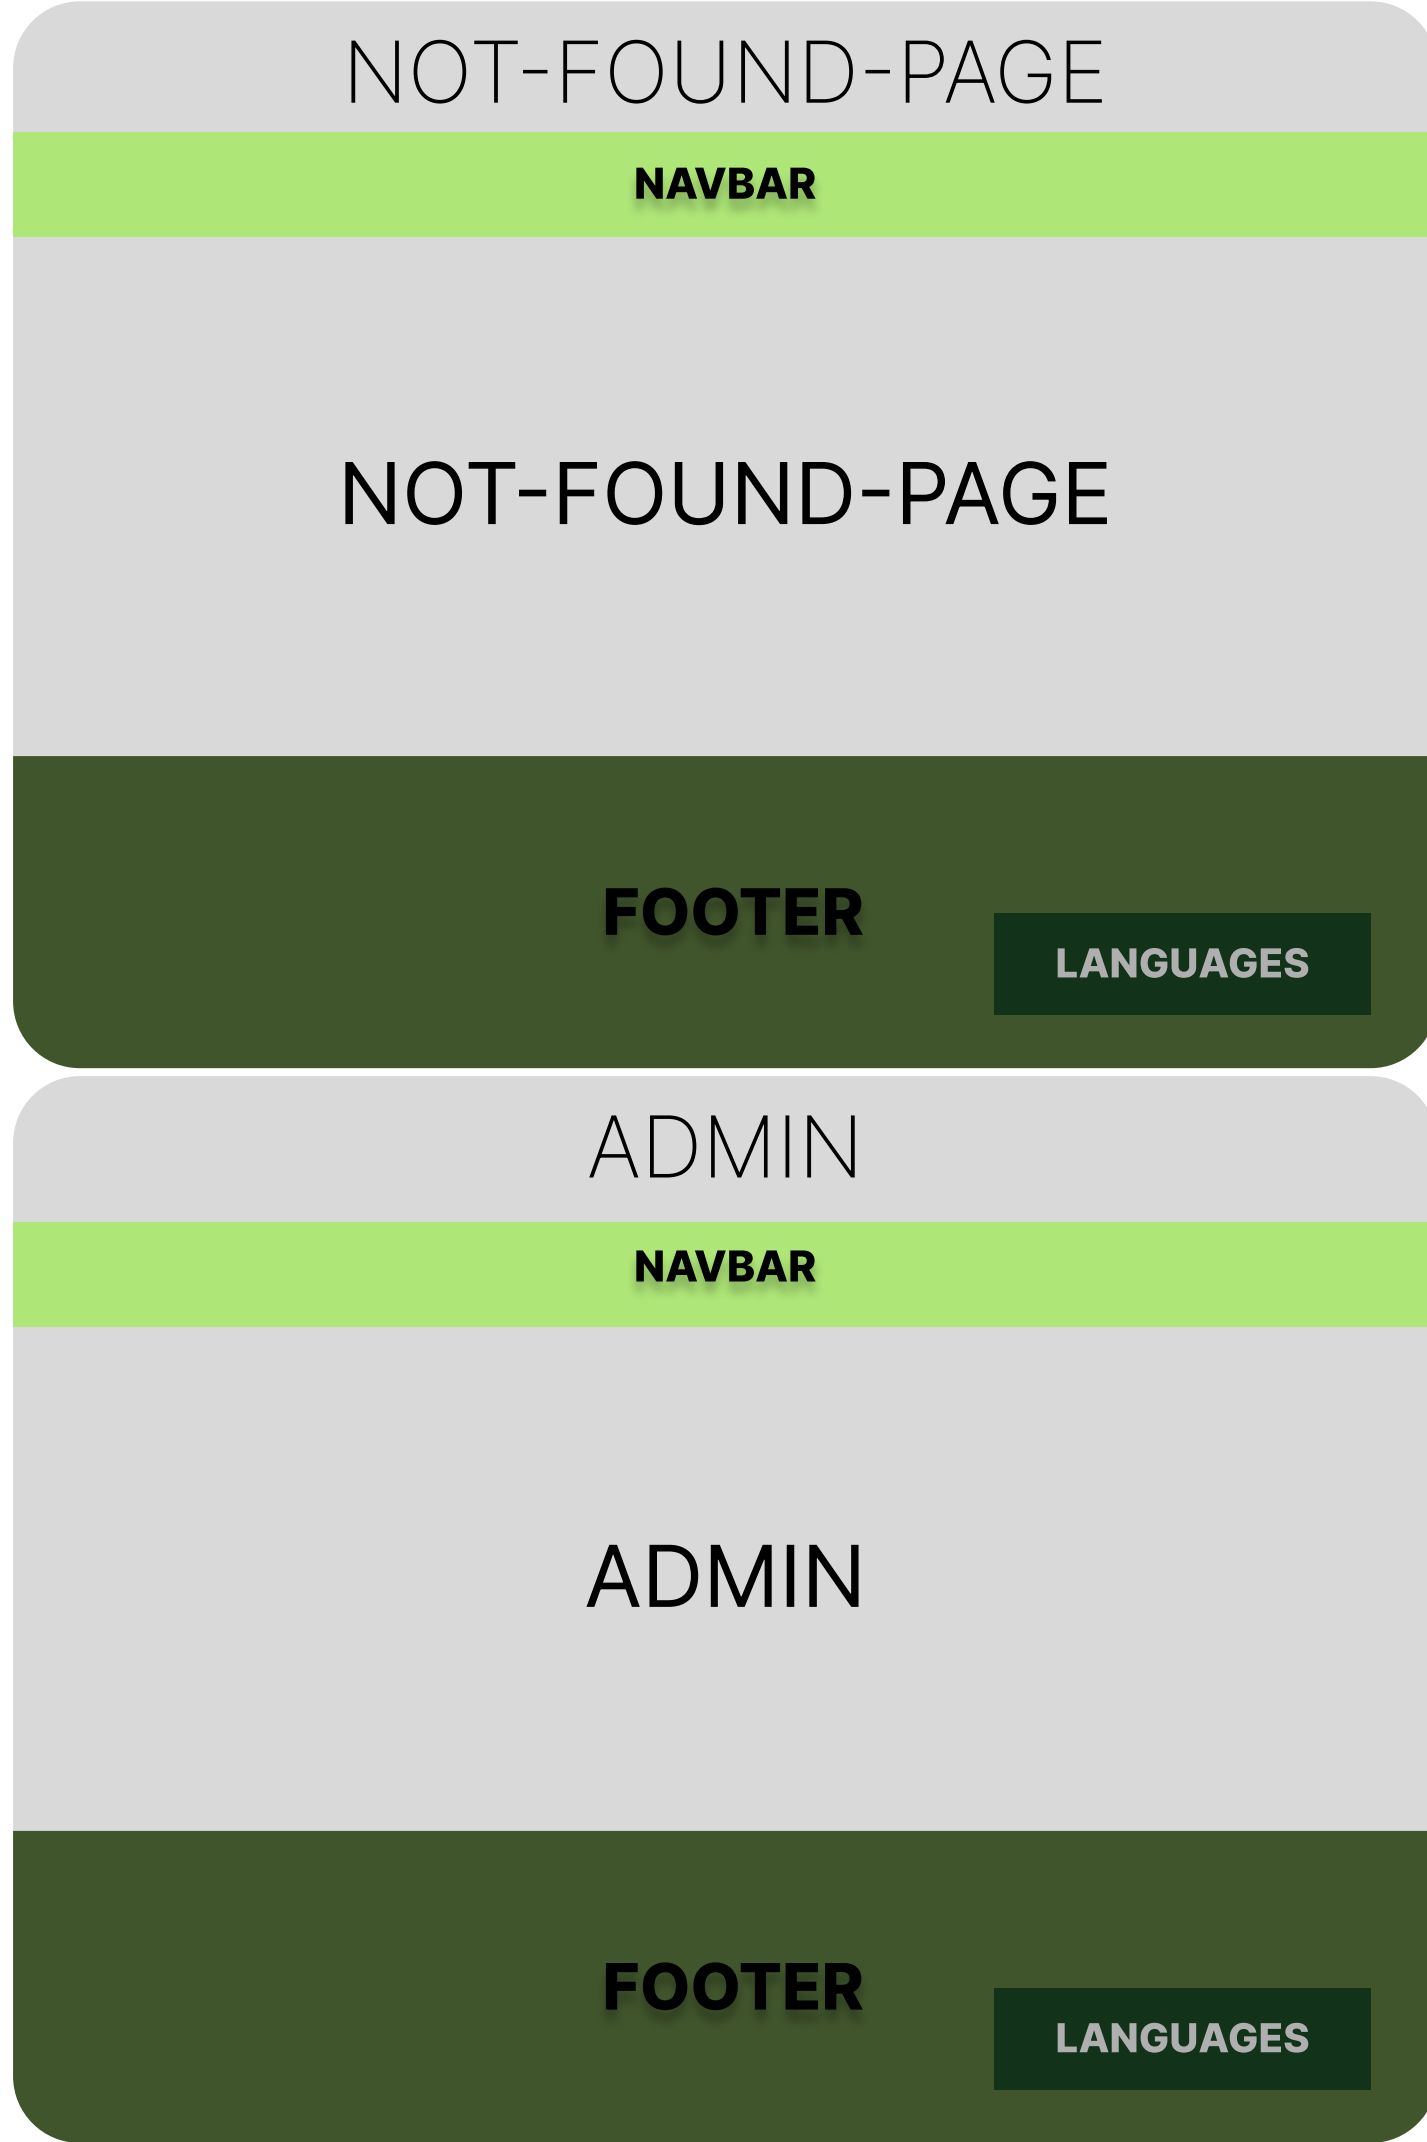 NOT-FOUND-PAGE
NAVBAR
NOT-FOUND-PAGE
FOOTER
LANGUAGES
ADMIN
NAVBAR
ADMIN
FOOTER
LANGUAGES